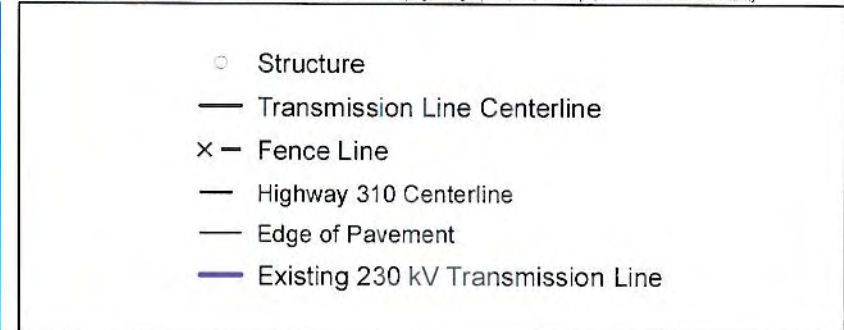 Structure
Transmission Line Centerline
Fence Line
Highway 310 Centerline
Edge of Pavement
Existing 230 kV Transmission Line